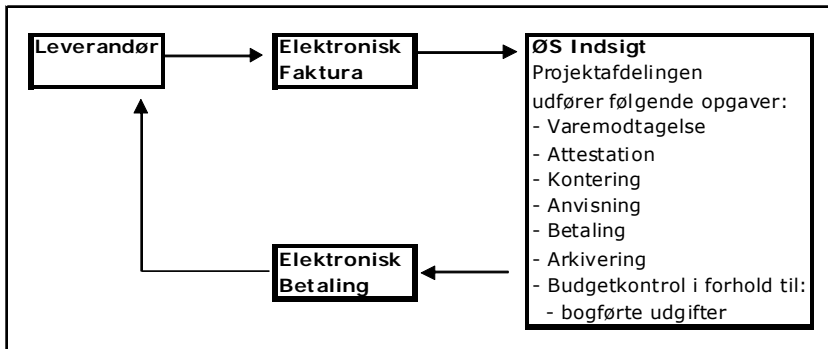 Leverandør
Elektronisk
Faktura
ØS Indsigt
Projektafdelingen
udfører følgende opgaver:
- Varemodtagelse
- Attestation
- Kontering
- Anvisning
- Betaling
- Arkivering
- Budgetkontrol i forhold til:
- bogførte udgifter
Elektronisk
Betaling